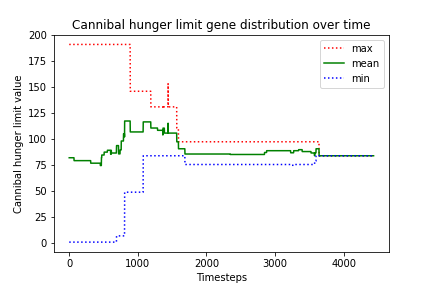 Cannibal hunger limit gene distribution over time
200
175
150
125
100
75
50
25
0
Cannibal hunger limit value
max
mean
min
0
1000
2000
3000
4000
Timesteps